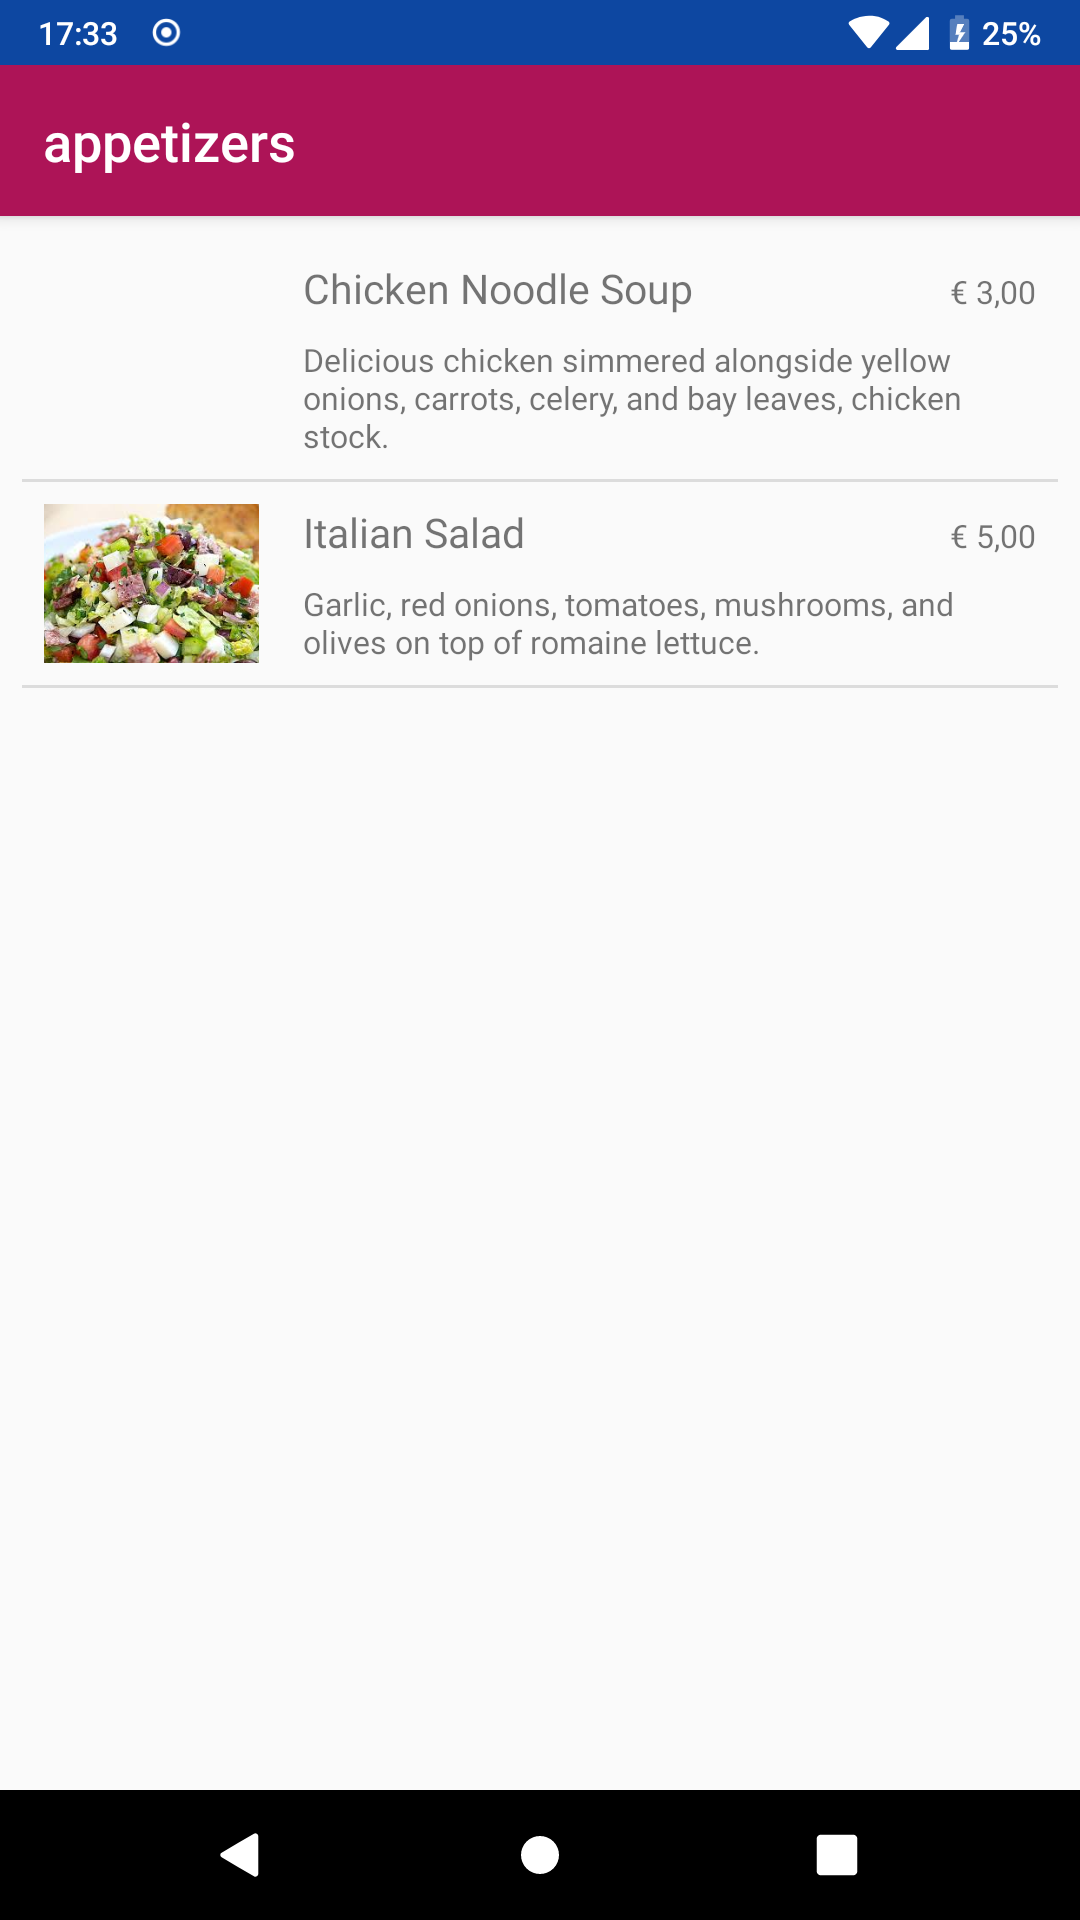 17:33
25%
appetizers
Chicken Noodle Soup
€ 3,00
Delicious chicken simmered alongside yellow
onions, carrots, celery, and bay leaves, chicken
stock.
Italian Salad
€ 5,00
Garlic, red onions, tomatoes, mushrooms, and
olives on top of romaine lettuce.